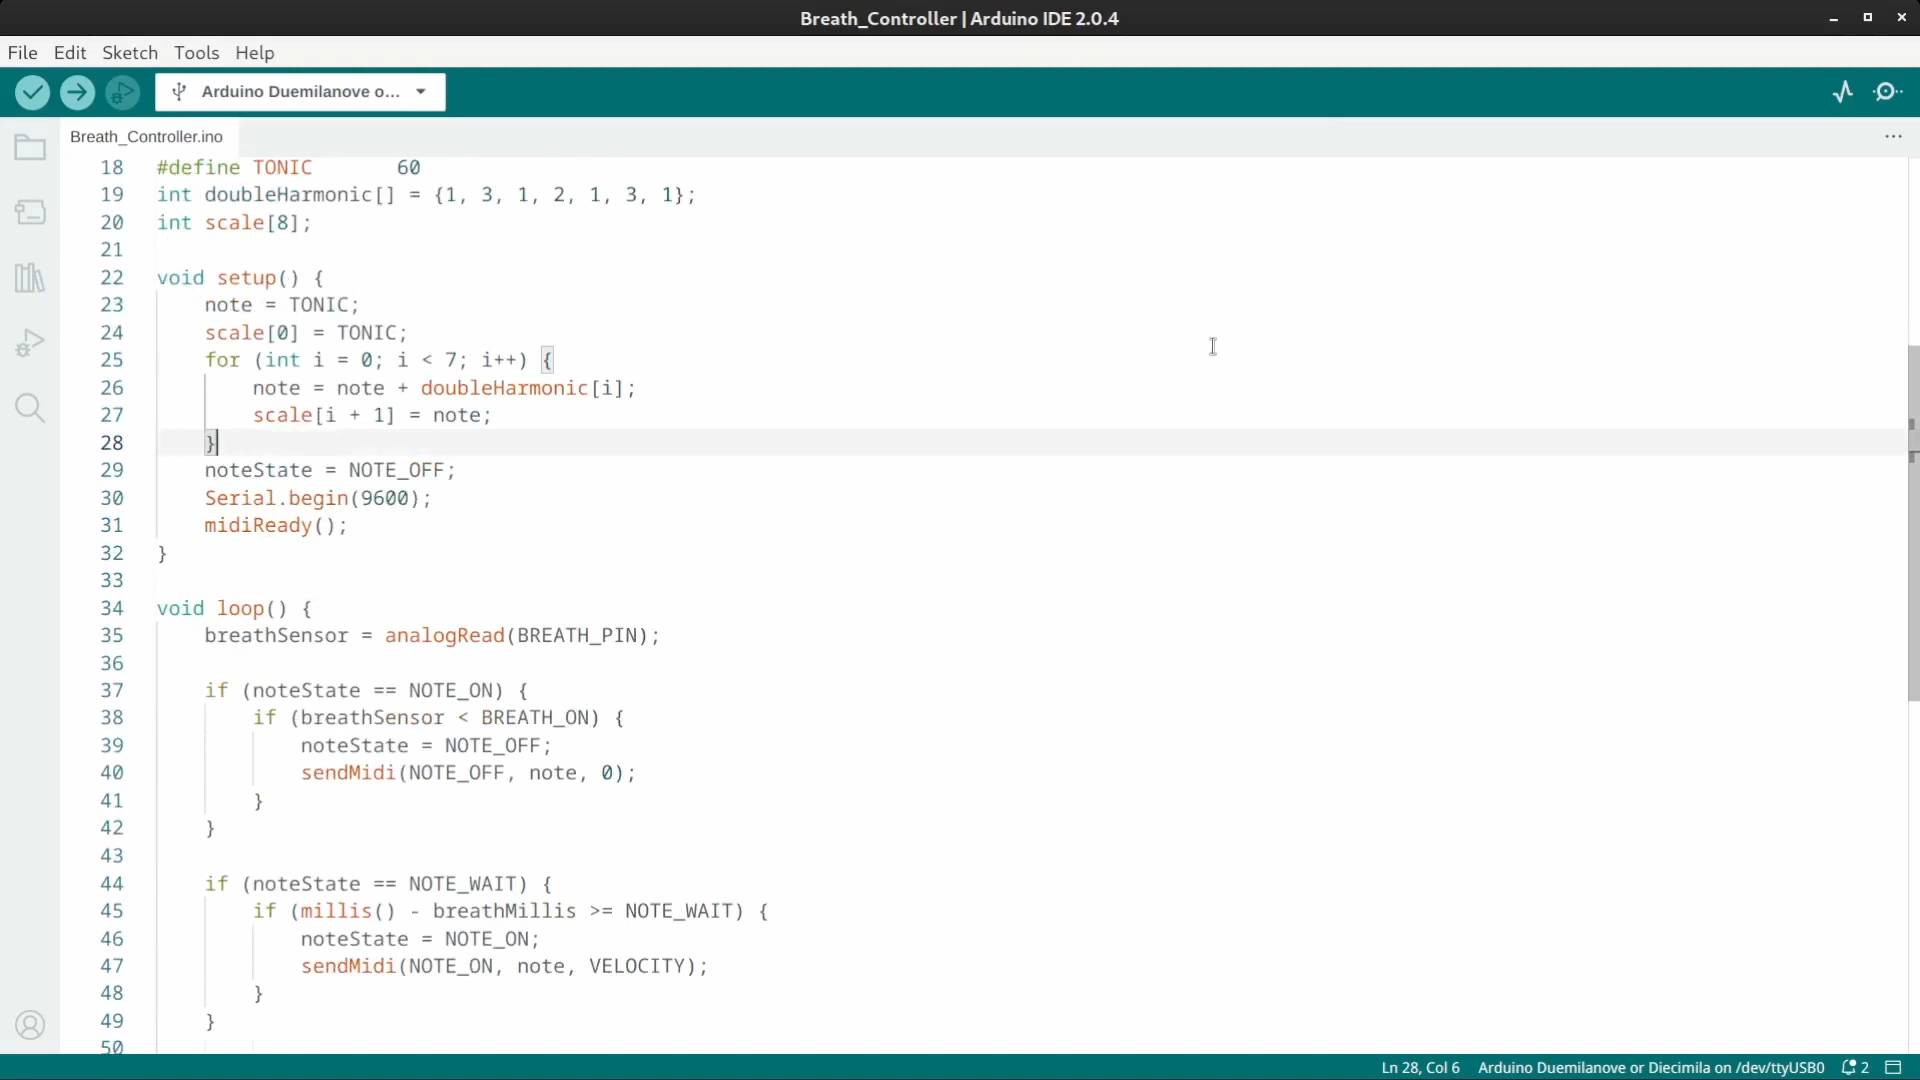 Breath_Controller | Arduino IDE 2.0.4
File Edit Sketch Tools Help
Arduino Duemilanove o...
Breath_Controller.ino
18 #define TONIC       60
19 int doubleHarmonic[] = {1, 3, 1, 2, 1, 3, 1};
20 int scale[8];
21
22 void setup() {
23     note = TONIC;
24     scale[0] = TONIC;
25     for (int i = 0; i < 7; i++) {
26         note = note + doubleHarmonic[i];
27         scale[i + 1] = note;
28     }
29     noteState = NOTE_OFF;
30     Serial.begin(9600);
31     midiReady();
32 }
33
34 void loop() {
35     breathSensor = analogRead(BREATH_PIN);
36
37     if (noteState == NOTE_ON) {
38         if (breathSensor < BREATH_ON) {
39             noteState = NOTE_OFF;
40             sendMidi(NOTE_OFF, note, 0);
41         }
42     }
43
44     if (noteState == NOTE_WAIT) {
45         if (millis() - breathMillis >= NOTE_WAIT) {
46             noteState = NOTE_ON;
47             sendMidi(NOTE_ON, note, VELOCITY);
48         }
49     }
50
Ln 28, Col 6 Arduino Duemilanove or Diecimila on /dev/ttyUSB0 2